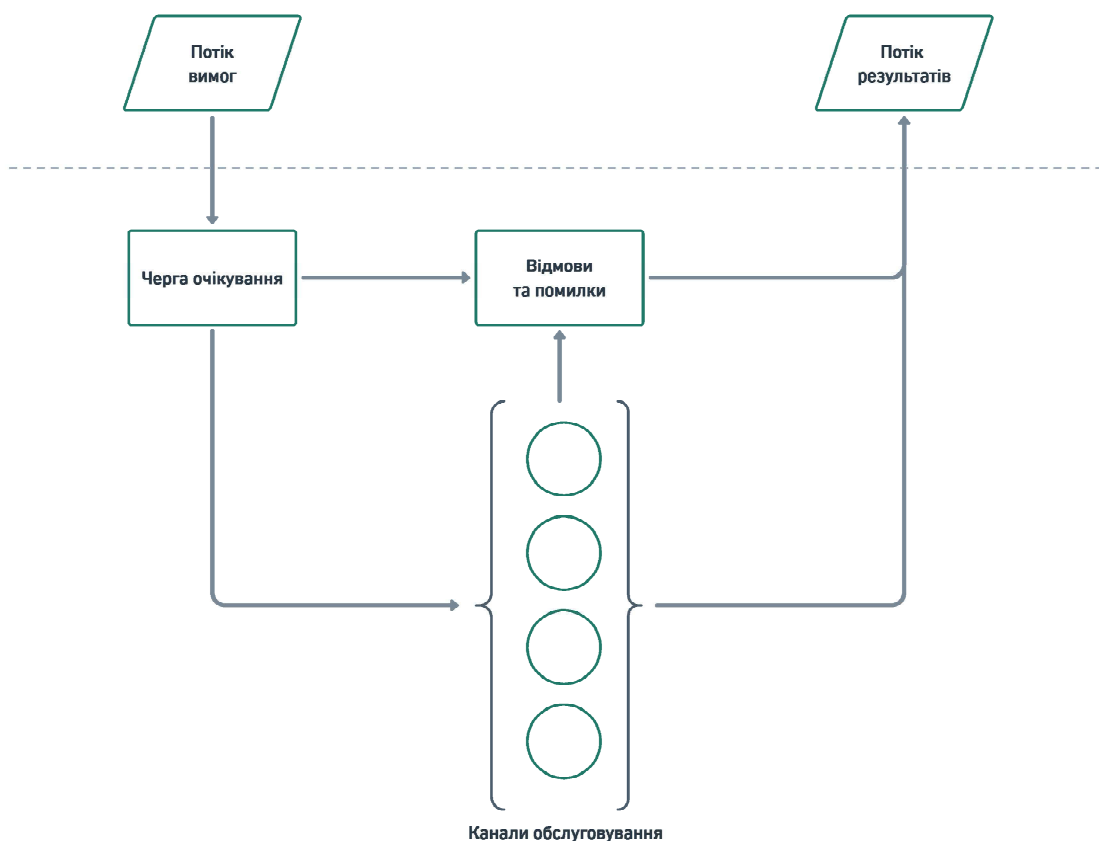 Потік
вимог
Потік
результатів
Черга очікування
Відмови
та помилки
Канали обслуговування